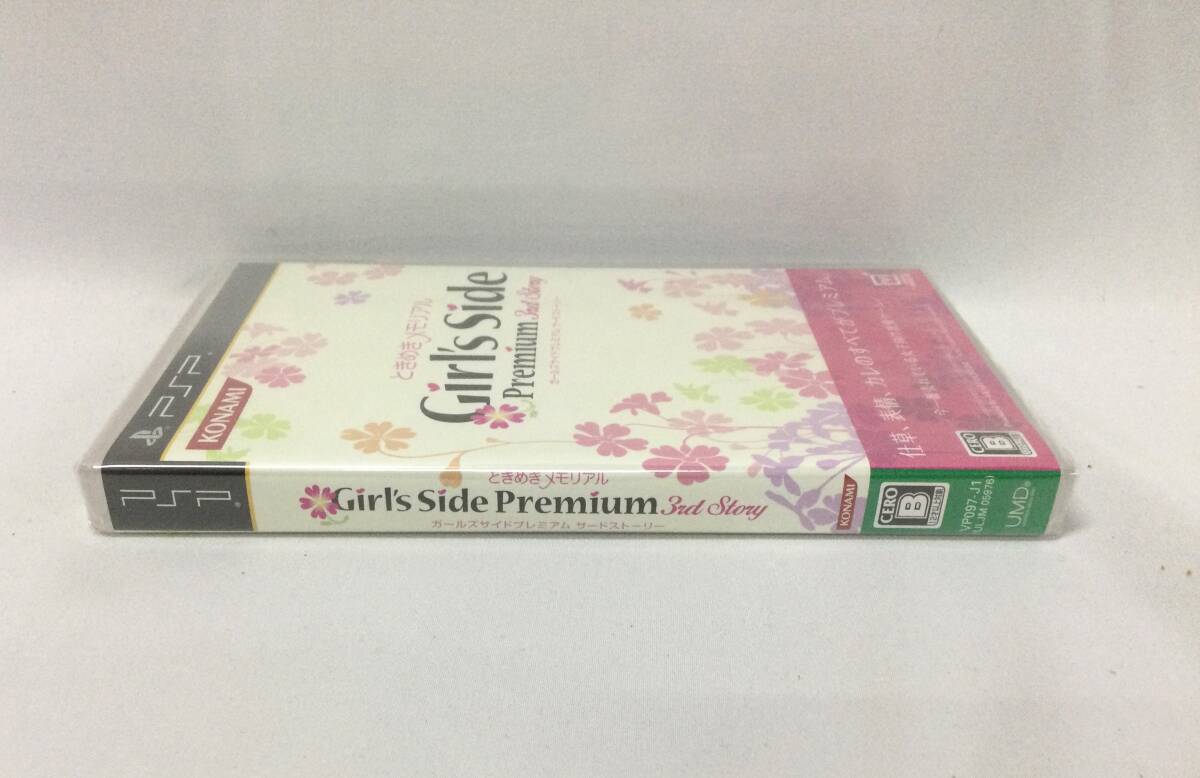 PSP
KONAMI
ときめきメモリアル
Girl's Side
Premium 3rd Story
仕草、表情、カレのすべてがプレミアム。
CERO
B
ときめきメモリアル
Girl's Side Premium 3rd Story
ガールズサイドプレミアム サードストーリー
KONAMI
CERO
B
VP097-J1
(ULJM 05976)
UMD